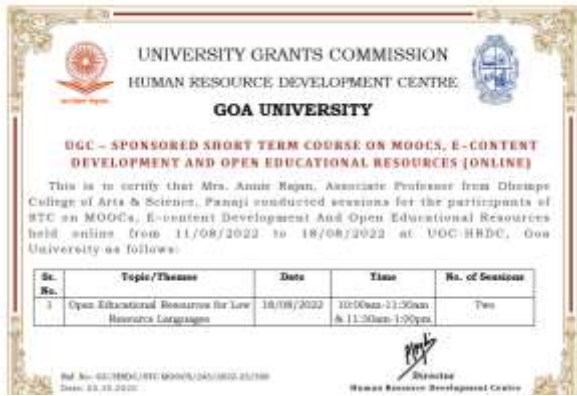 UNIVERSITY GRANTS COMMISSION
HUMAN RESOURCE DEVELOPMENT CENTRE
GOA UNIVERSITY
UGC – SPONSORED SHORT TERM COURSE ON MOOCS, E-CONTENT
DEVELOPMENT AND OPEN EDUCATIONAL RESOURCES (ONLINE)
This is to certify that Mrs. Annie Rajan, Associate Professor from Dhempe
College of Arts & Science, Panaji conducted sessions for the participants of
STC on MOOCs, E-content Development And Open Educational Resources
held online from 11/08/2022 to 18/08/2022 at UGC-HRDC, Goa
University as follows:
Sr. No. Topic/Themes Date Time No. of Sessions
1 Open Educational Resources for Low Resource Languages 18/08/2022 10:00am-11:30am & 11:30am-1:00pm Two
Director
Human Resource Development Centre
Ref. No.
Date: